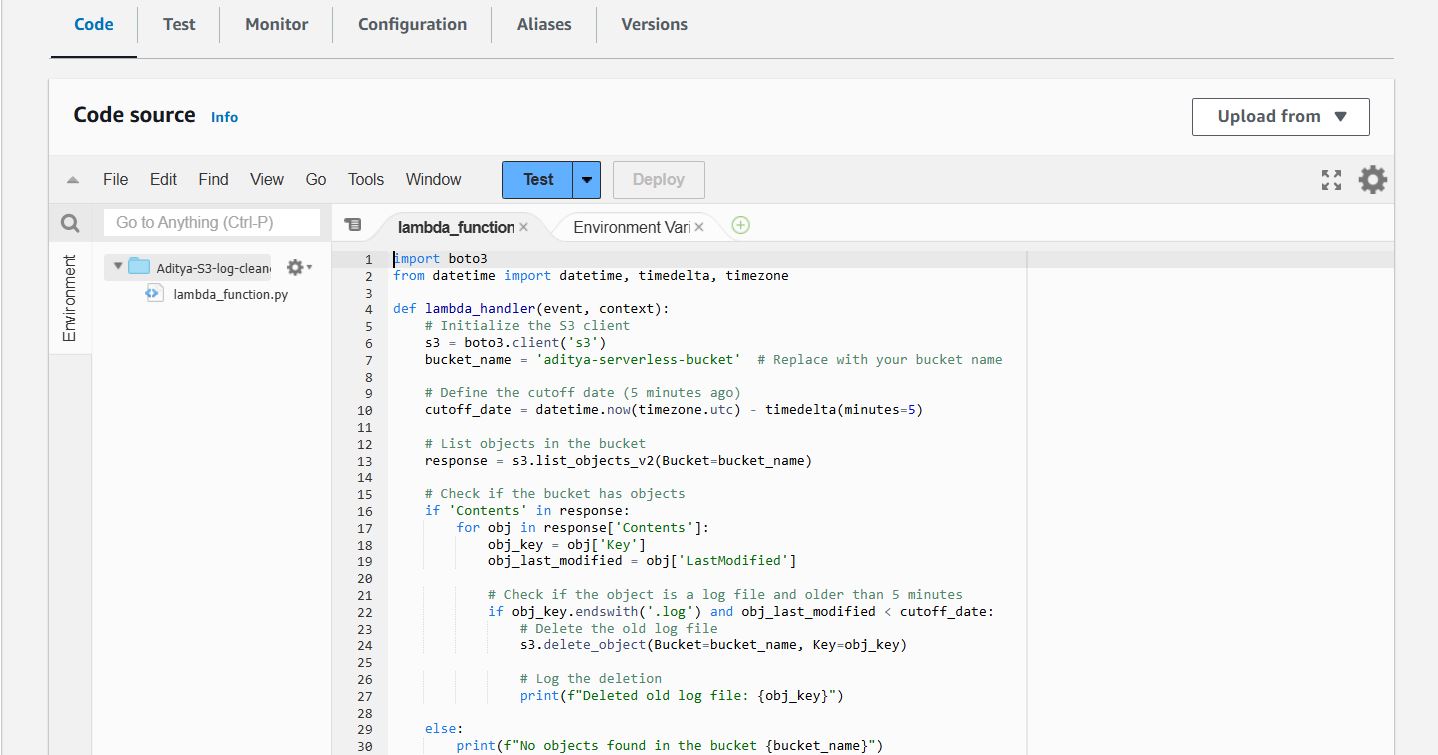 Code Test Monitor Configuration Aliases Versions
Code source Info Upload from
File Edit Find View Go Tools Window Test Deploy
Go to Anything (Ctrl-P) lambda_function Environment Vari
Environment
Aditya-S3-log-clean
lambda_function.py
1 import boto3
2 from datetime import datetime, timedelta, timezone
3
4 def lambda_handler(event, context):
5     # Initialize the S3 client
6     s3 = boto3.client('s3')
7     bucket_name = 'aditya-serverless-bucket'  # Replace with your bucket name
8
9     # Define the cutoff date (5 minutes ago)
10     cutoff_date = datetime.now(timezone.utc) - timedelta(minutes=5)
11
12     # List objects in the bucket
13     response = s3.list_objects_v2(Bucket=bucket_name)
14
15     # Check if the bucket has objects
16     if 'Contents' in response:
17         for obj in response['Contents']:
18             obj_key = obj['Key']
19             obj_last_modified = obj['LastModified']
20
21             # Check if the object is a log file and older than 5 minutes
22             if obj_key.endswith('.log') and obj_last_modified < cutoff_date:
23                 # Delete the old log file
24                 s3.delete_object(Bucket=bucket_name, Key=obj_key)
25
26                 # Log the deletion
27                 print(f"Deleted old log file: {obj_key}")
28
29     else:
30         print(f"No objects found in the bucket {bucket_name}")